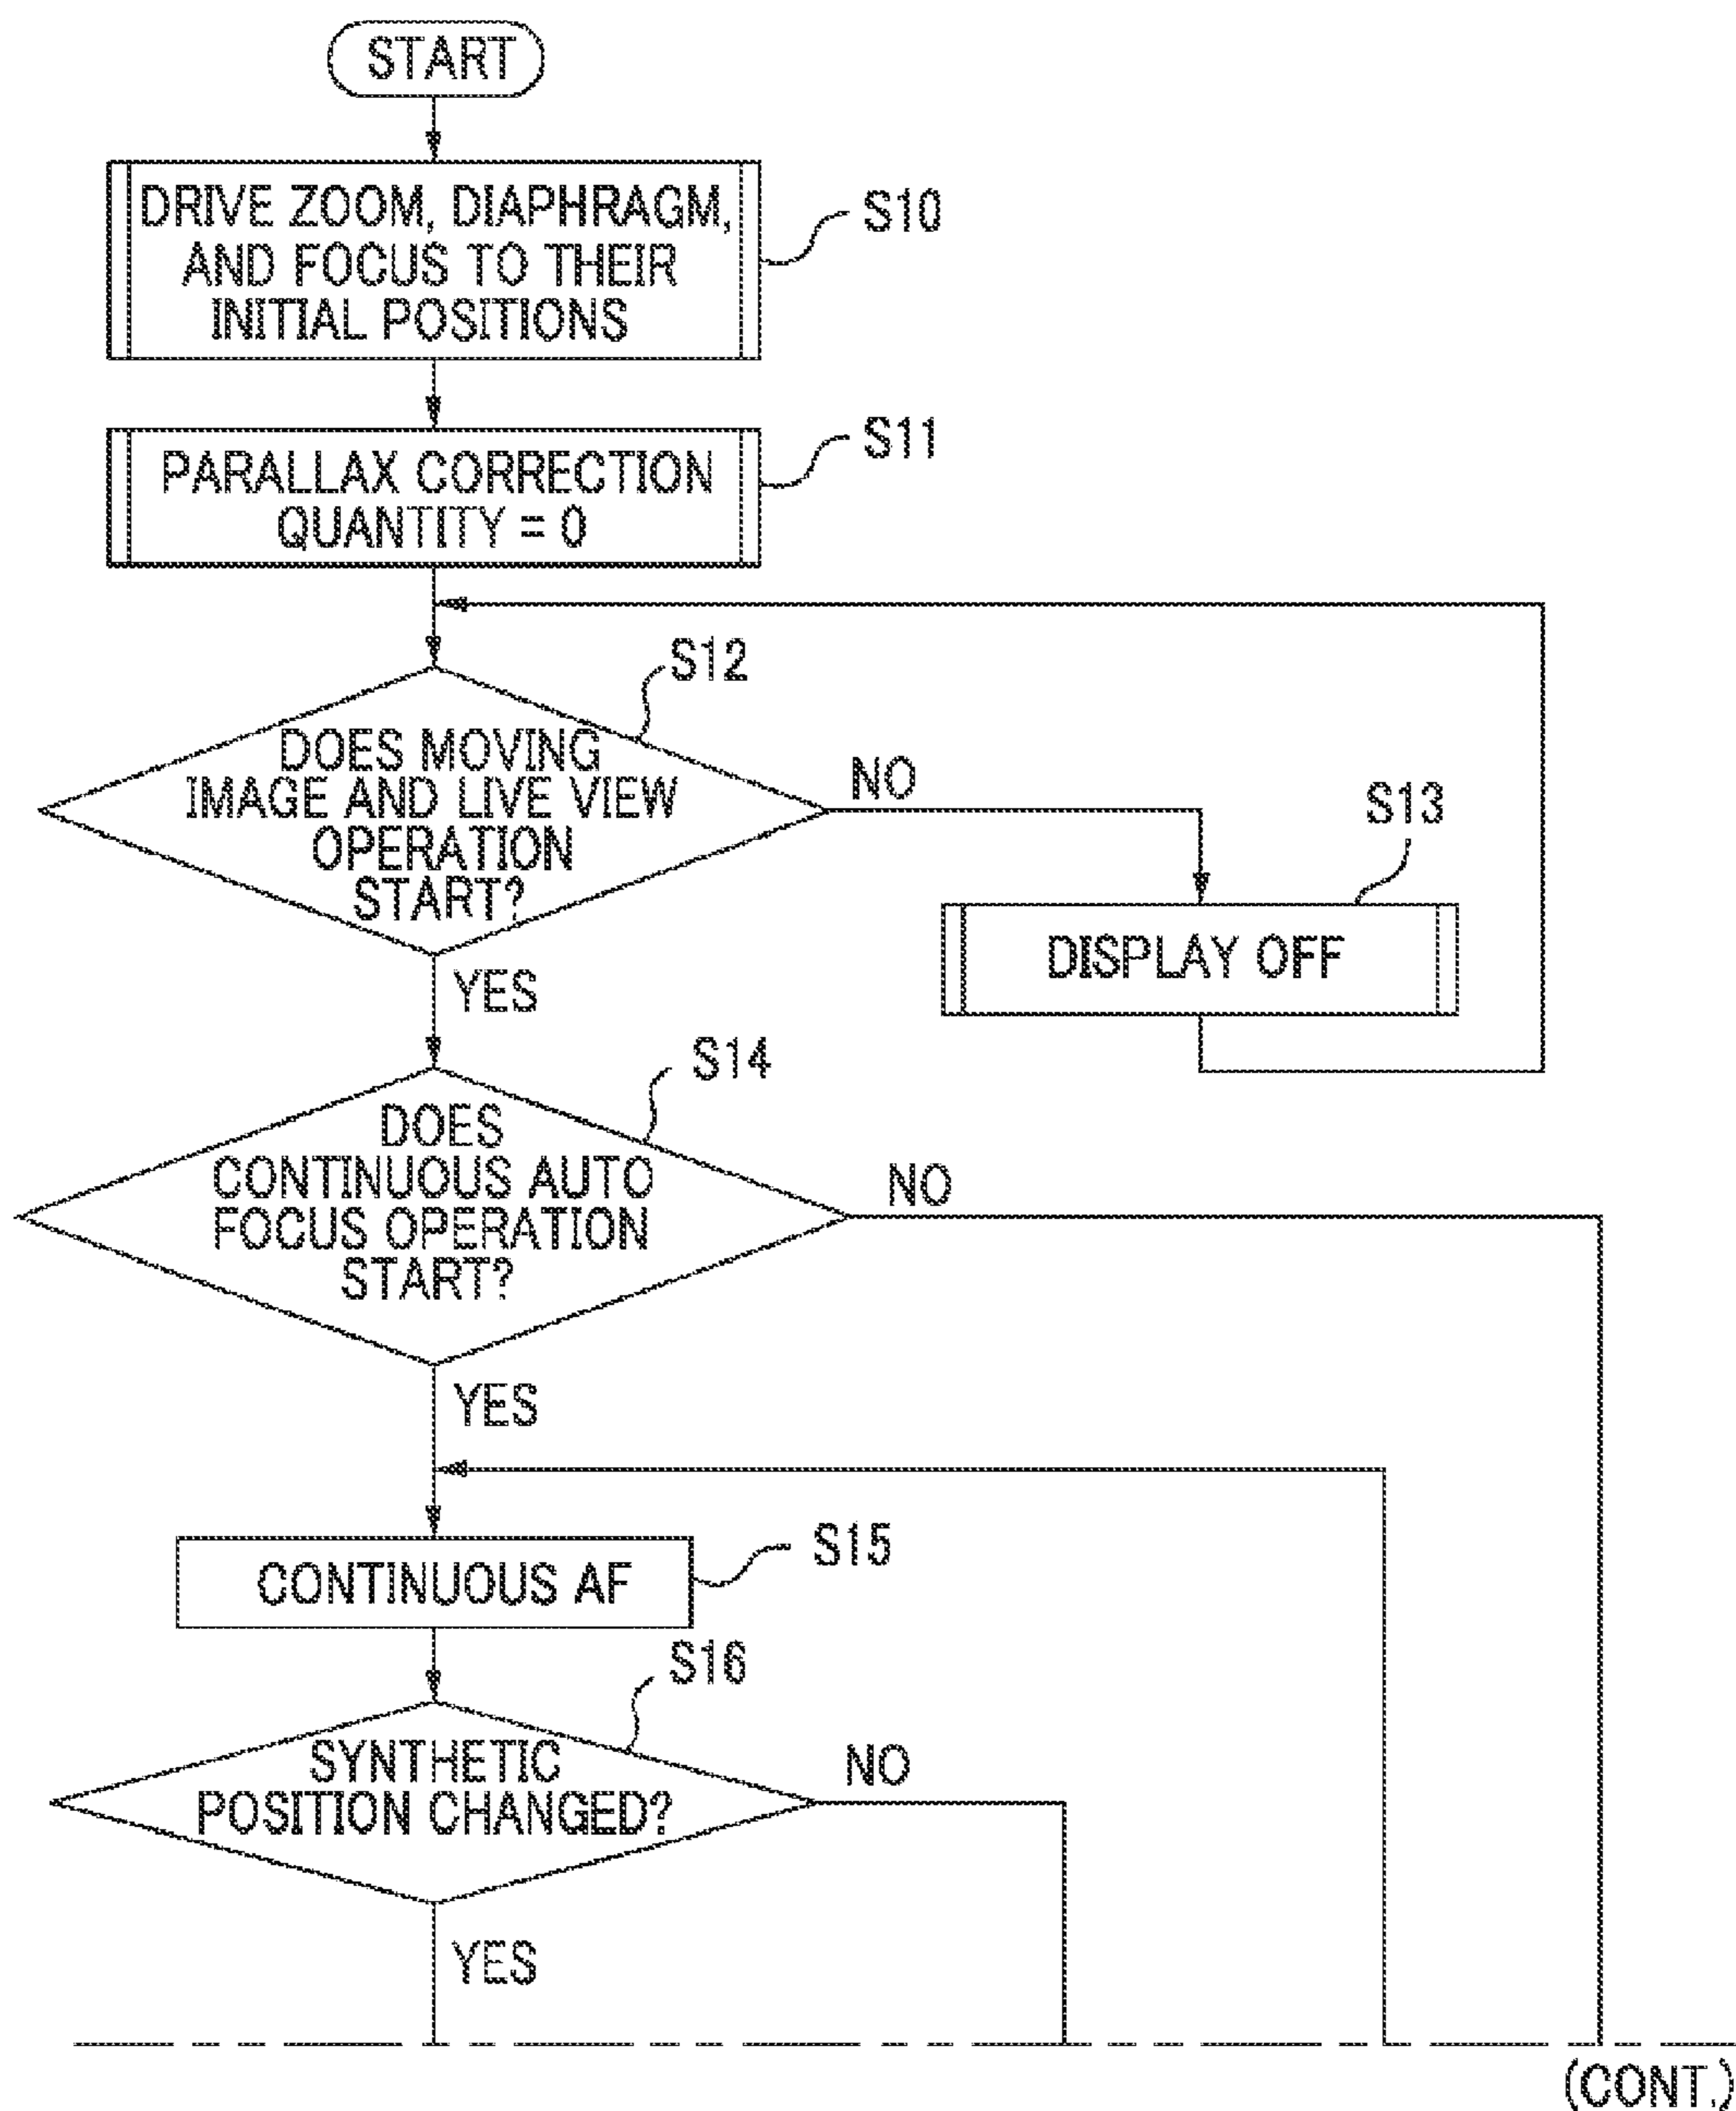 START
DRIVE ZOOM, DIAPHRAGM,
AND FOCUS TO THEIR
INITIAL POSITIONS
S10
PARALLAX CORRECTION
QUANTITY = 0
S11
S12
DOES MOVING
IMAGE AND LIVE VIEW
OPERATION
START?
NO
S13
DISPLAY OFF
YES
S14
DOES
CONTINUOUS AUTO
FOCUS OPERATION
START?
NO
YES
CONTINUOUS AF
S15
S16
SYNTHETIC
POSITION CHANGED?
NO
YES
(CONT.)